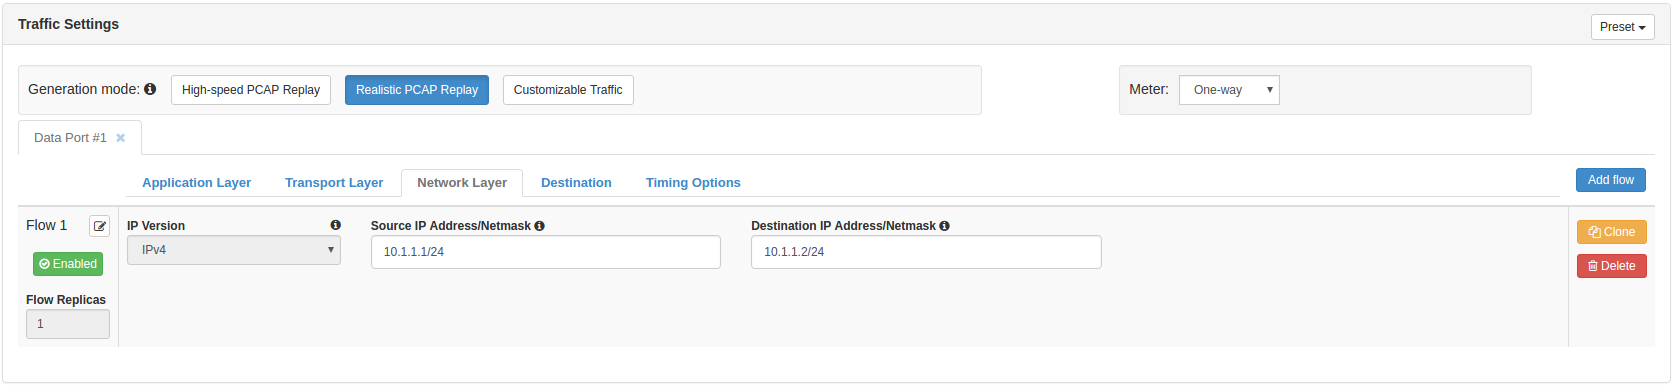 Traffic Settings
Preset
Generation mode:
High-speed PCAP Replay
Realistic PCAP Replay
Customizable Traffic
Meter:
One-way
Data Port #1
Application Layer
Transport Layer
Network Layer
Destination
Timing Options
Add flow
Flow 1
Enabled
Flow Replicas
1
IP Version
IPv4
Source IP Address/Netmask
10.1.1.1/24
Destination IP Address/Netmask
10.1.1.2/24
Clone
Delete